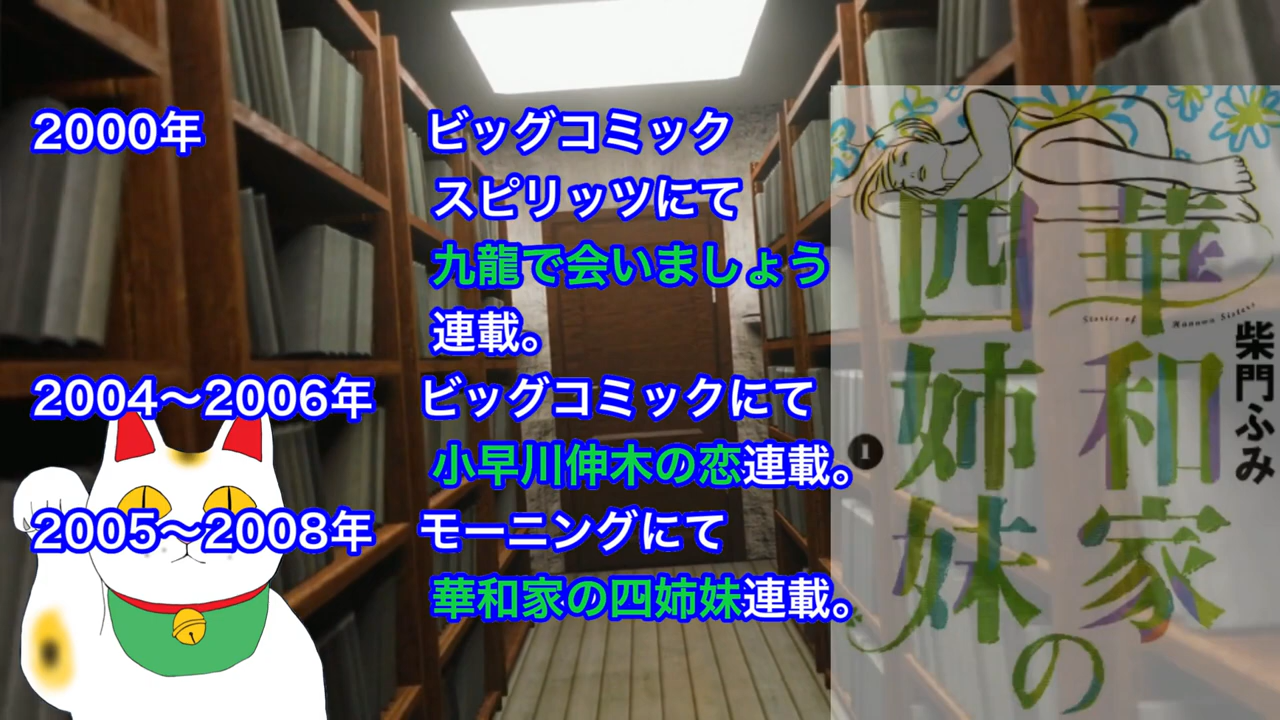 2000年 ビッグコミック
スピリッツにて
九龍で会いましょう
連載。
2004〜2006年 ビッグコミックにて
小早川伸木の恋連載。
2005〜2008年 モーニングにて
華和家の四姉妹連載。
華和家の
四姉妹
Stories of Hanawa Sisters
柴門ふみ
1